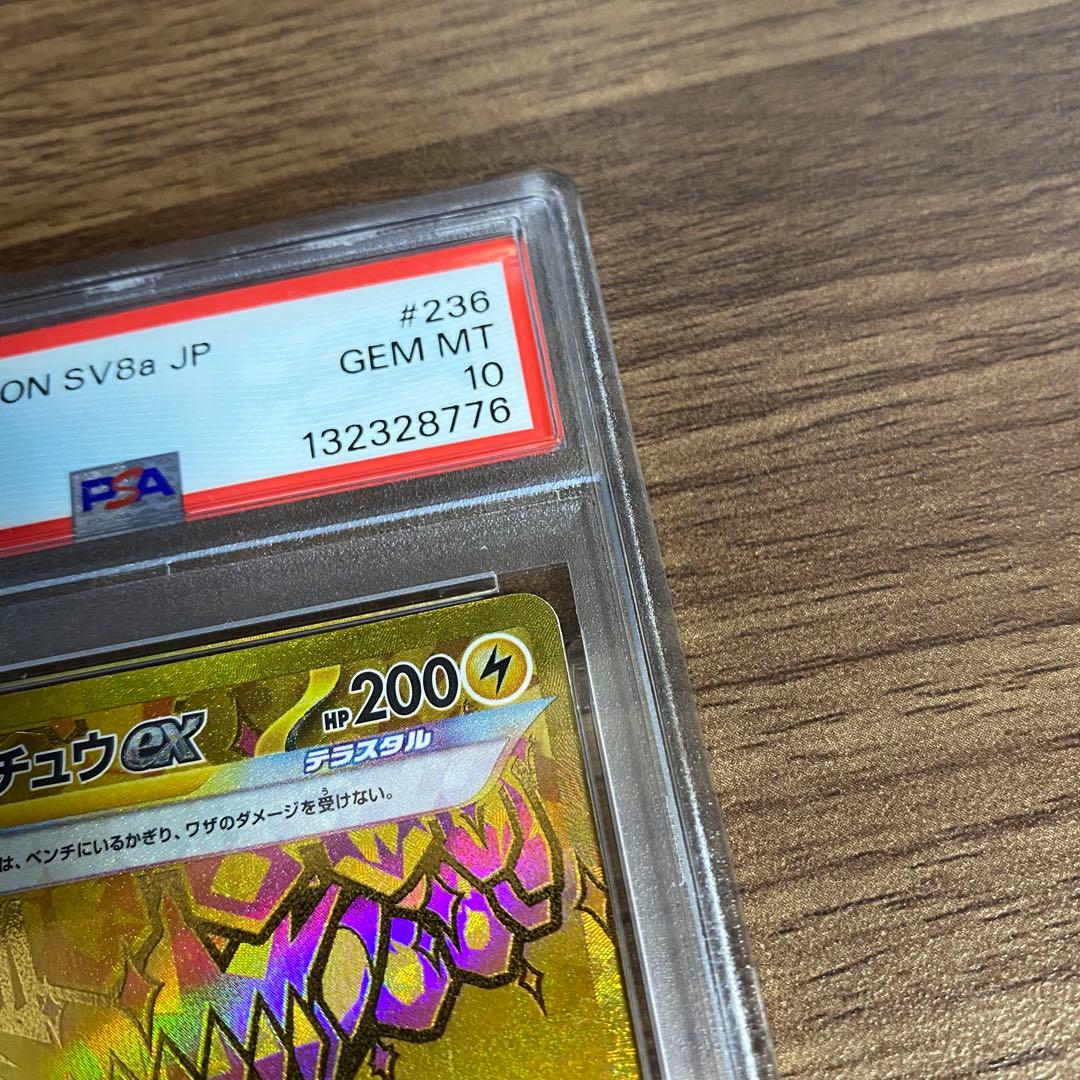 #236
ON SV8a JP GEM MT
10
132328776
PSA
チュウex HP200
テラスタル
は、ベンチにいるかぎり、ワザのダメージを受けない。